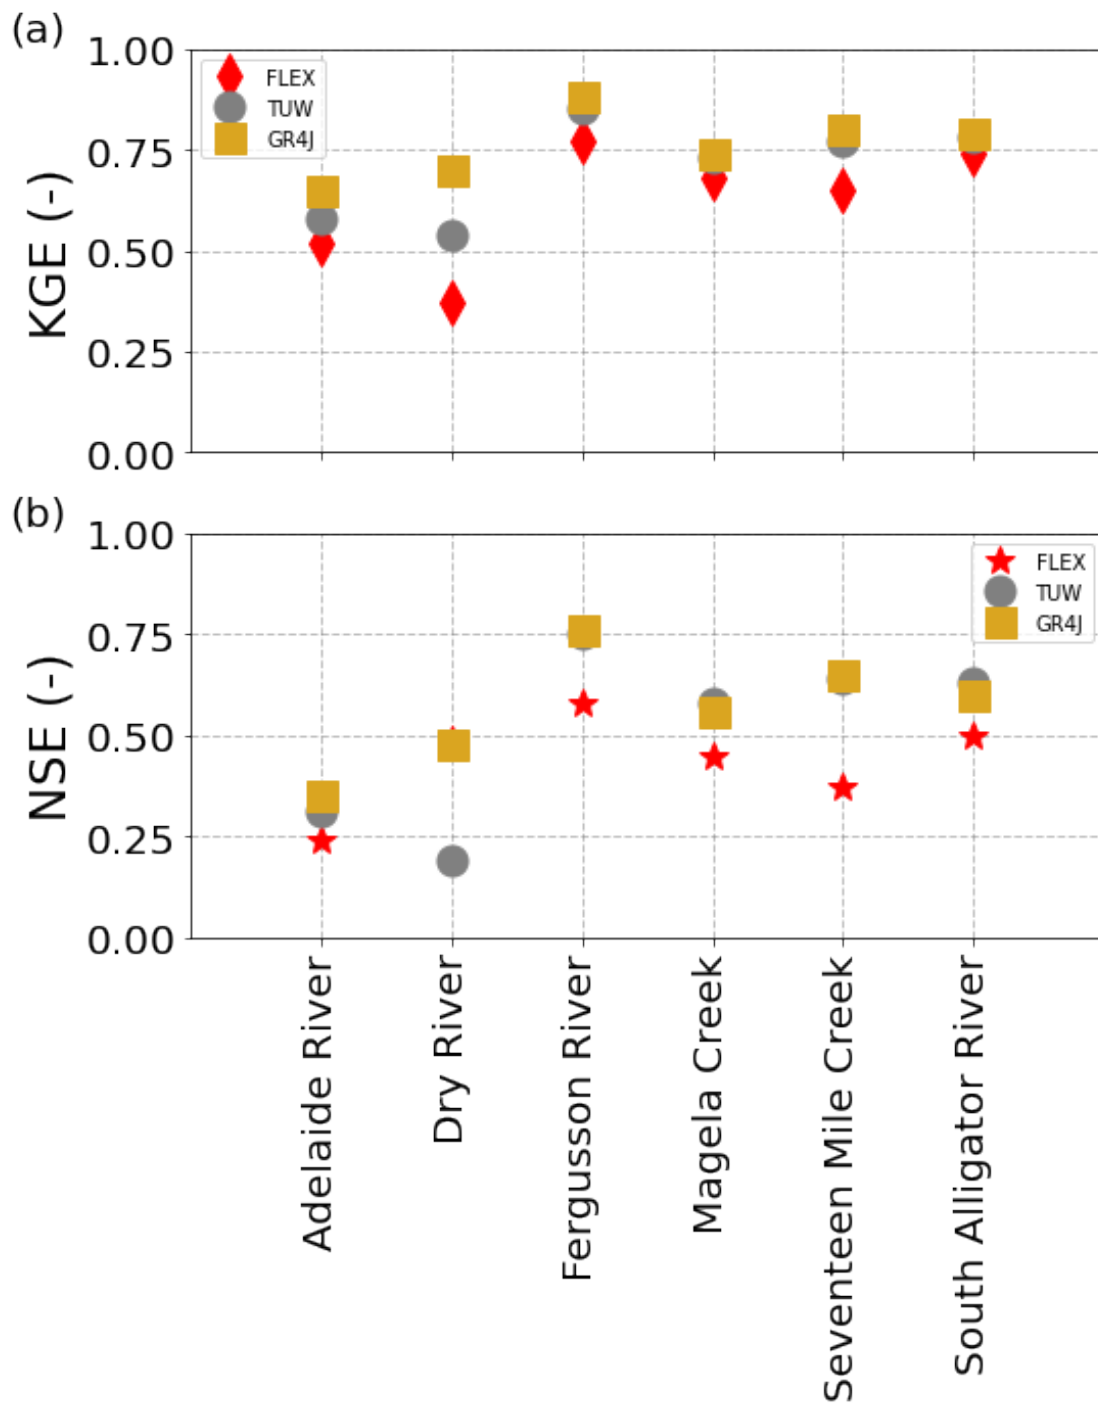 (a)
1.00
0.75
0.50
0.25
0.00
KGE (-)
FLEX
TUW
GR4J
(b)
1.00
0.75
0.50
0.25
0.00
NSE (-)
FLEX
TUW
GR4J
Adelaide River
Dry River
Fergusson River
Magela Creek
Seventeen Mile Creek
South Alligator River